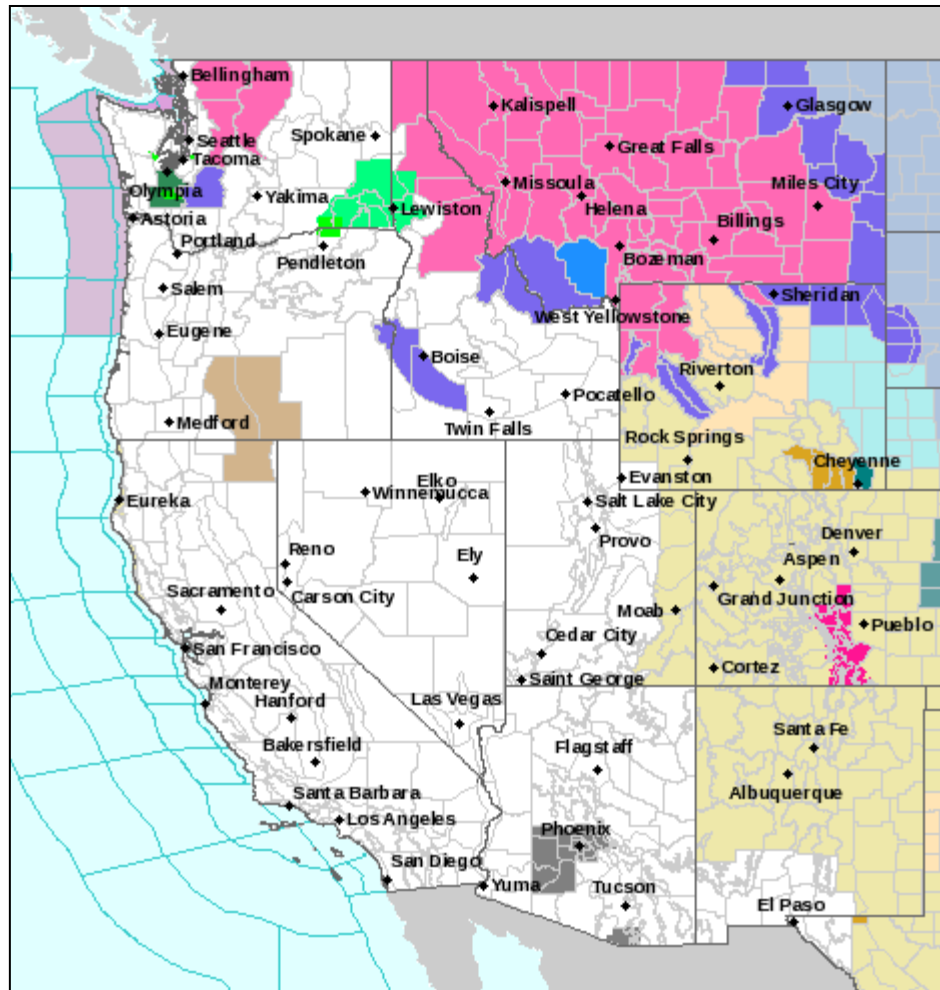 Bellingham
Kalispell
Glasgow
Seattle
Spokane
Great Falls
Tacoma
Olympia
Missoula
Miles City
Yakima
Lewiston
Helena
Astoria
Billings
Portland
Bozeman
Pendleton
Salem
Sheridan
West Yellowstone
Eugene
Boise
Riverton
Pocatello
Medford
Twin Falls
Rock Springs
Cheyenne
Elko
Evanston
Winnemucca
Eureka
Salt Lake City
Denver
Provo
Reno
Ely
Aspen
Carson City
Grand Junction
Sacramento
Moab
Pueblo
Cedar City
San Francisco
Cortez
Saint George
Monterey
Hanford
Las Vegas
Santa Fe
Bakersfield
Flagstaff
Albuquerque
Santa Barbara
Los Angeles
Phoenix
San Diego
Yuma
Tucson
El Paso